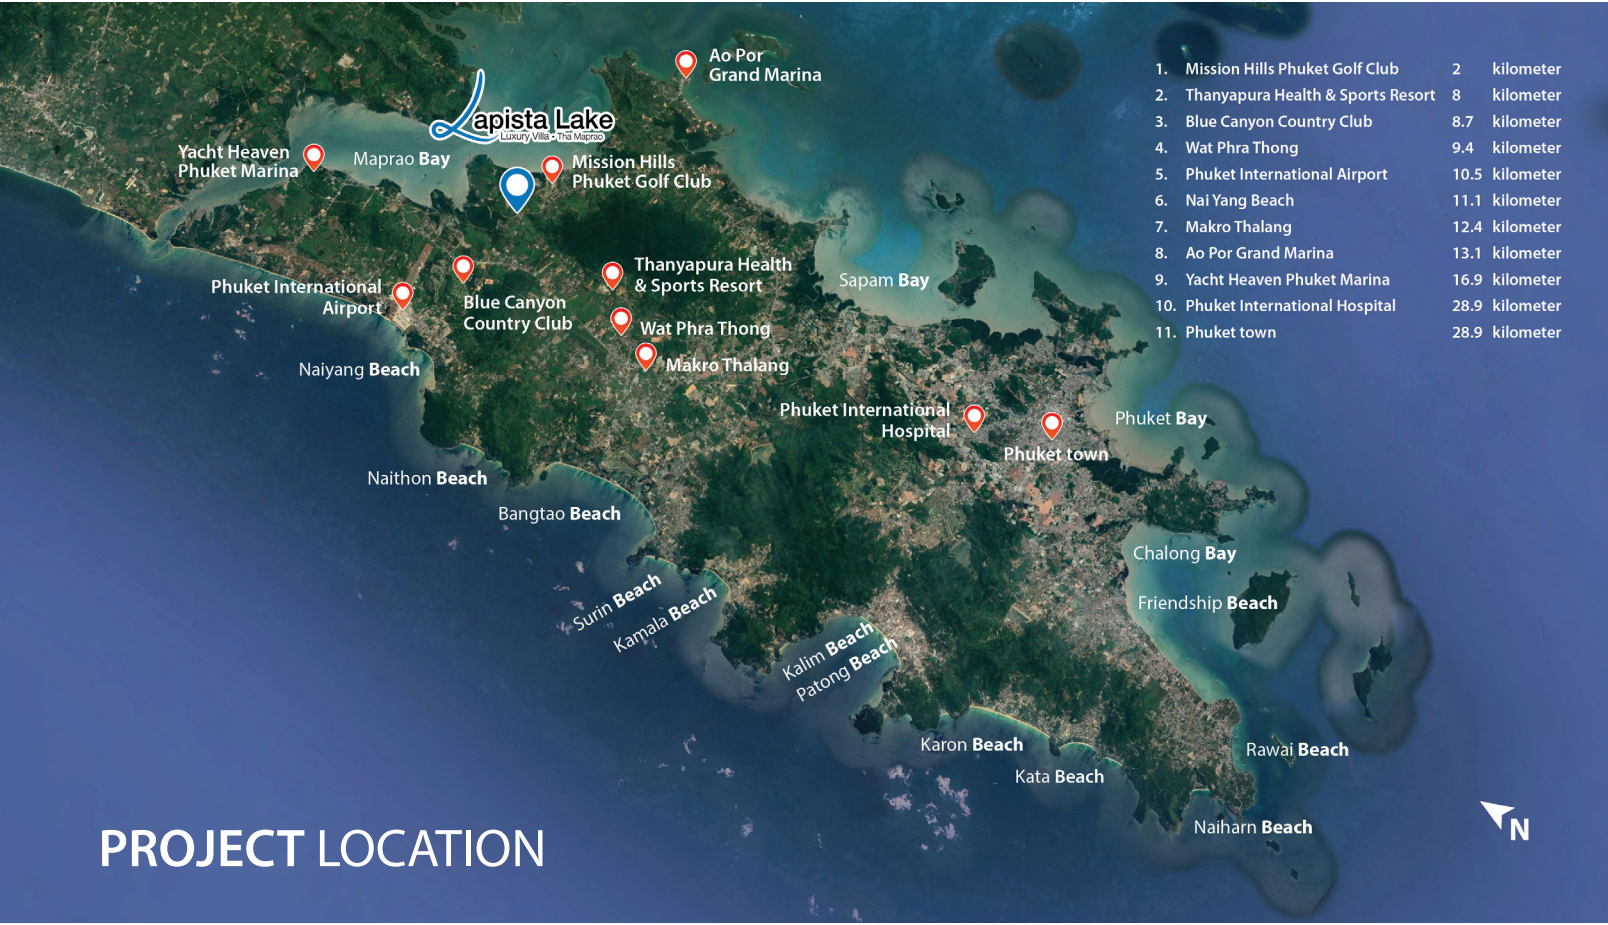 Ao Por
Grand Marina
Lapista Lake
Luxury Villa • Tha Maprao
Yacht Heaven
Phuket Marina
Maprao Bay
Mission Hills
Phuket Golf Club
1. Mission Hills Phuket Golf Club 2 kilometer
2. Thanyapura Health & Sports Resort 8 kilometer
3. Blue Canyon Country Club 8.7 kilometer
4. Wat Phra Thong 9.4 kilometer
5. Phuket International Airport 10.5 kilometer
6. Nai Yang Beach 11.1 kilometer
7. Makro Thalang 12.4 kilometer
8. Ao Por Grand Marina 13.1 kilometer
9. Yacht Heaven Phuket Marina 16.9 kilometer
10. Phuket International Hospital 28.9 kilometer
11. Phuket town 28.9 kilometer
Phuket International
Airport
Blue Canyon
Country Club
Thanyapura Health
& Sports Resort
Sapam Bay
Wat Phra Thong
Makro Thalang
Naiyang Beach
Phuket International
Hospital
Phuket town
Phuket Bay
Naithon Beach
Bangtao Beach
Chalong Bay
Friendship Beach
Surin Beach
Kamala Beach
Kalim Beach
Patong Beach
Karon Beach
Kata Beach
Rawai Beach
Naiharn Beach
PROJECT LOCATION
N